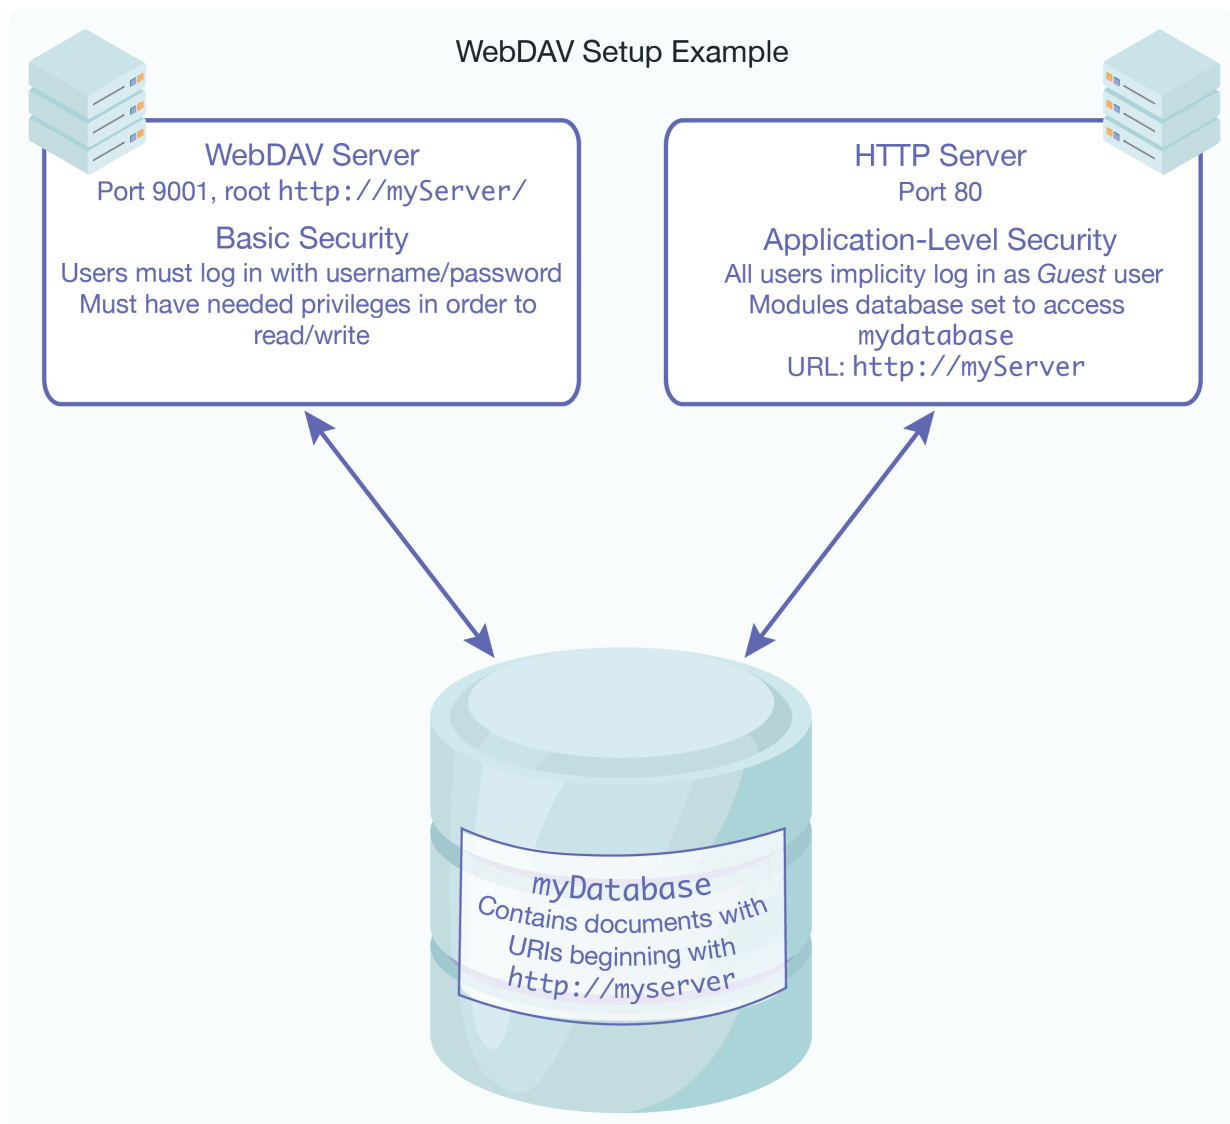 WebDAV Setup Example
WebDAV Server
Port 9001, root http://myServer/
Basic Security
Users must log in with username/password
Must have needed privileges in order to
read/write
HTTP Server
Port 80
Application-Level Security
All users implicity log in as Guest user
Modules database set to access
mydatabase
URL: http://myServer
myDatabase
Contains documents with
URIs beginning with
http://myserver